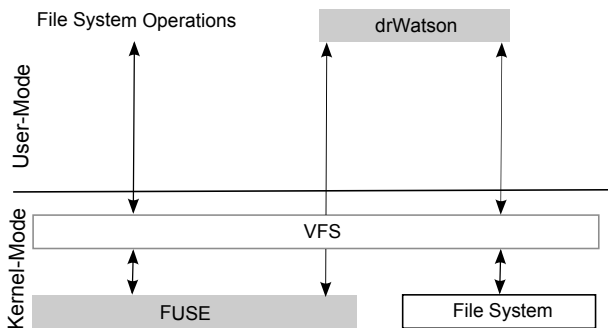 File System Operations
drWatson
User-Mode
Kernel-Mode
VFS
FUSE
File System